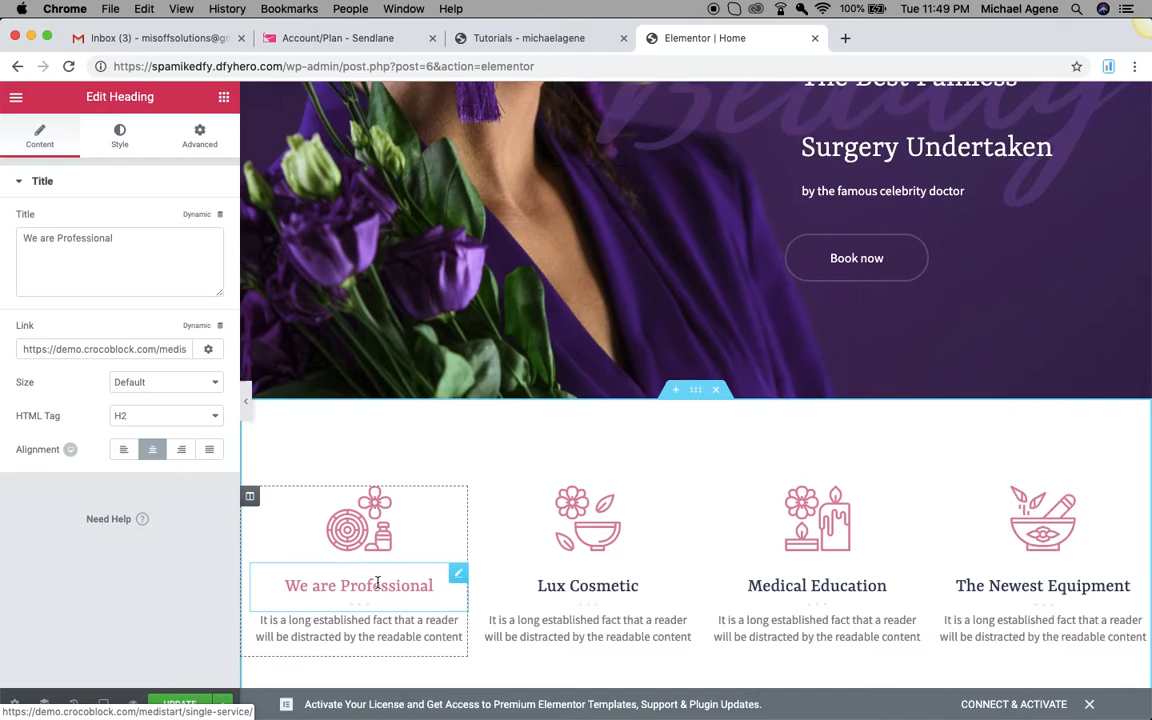 Chrome File Edit View History Bookmarks People Window Help 100% Tue 11:49 PM Michael Agene
Inbox (3) - misoffsolutions@gm
Account/Plan - Sendlane
Tutorials - michaelagene
Elementor | Home
https://spamikedfy.dfyhero.com/wp-admin/post.php?post=6&action=elementor
Edit Heading
Content Style Advanced
Title
Title Dynamic
We are Professional
Link Dynamic
https://demo.crocoblock.com/medis
Size Default
HTML Tag H2
Alignment
Need Help ?
UPDATE
https://demo.crocoblock.com/medistart/single-service/
Beauty
The Best Painless
Surgery Undertaken
by the famous celebrity doctor
Book now
We are Professional
It is a long established fact that a reader
will be distracted by the readable content
Lux Cosmetic
It is a long established fact that a reader
will be distracted by the readable content
Medical Education
It is a long established fact that a reader
will be distracted by the readable content
The Newest Equipment
It is a long established fact that a reader
will be distracted by the readable content
Activate Your License and Get Access to Premium Elementor Templates, Support & Plugin Updates. CONNECT & ACTIVATE